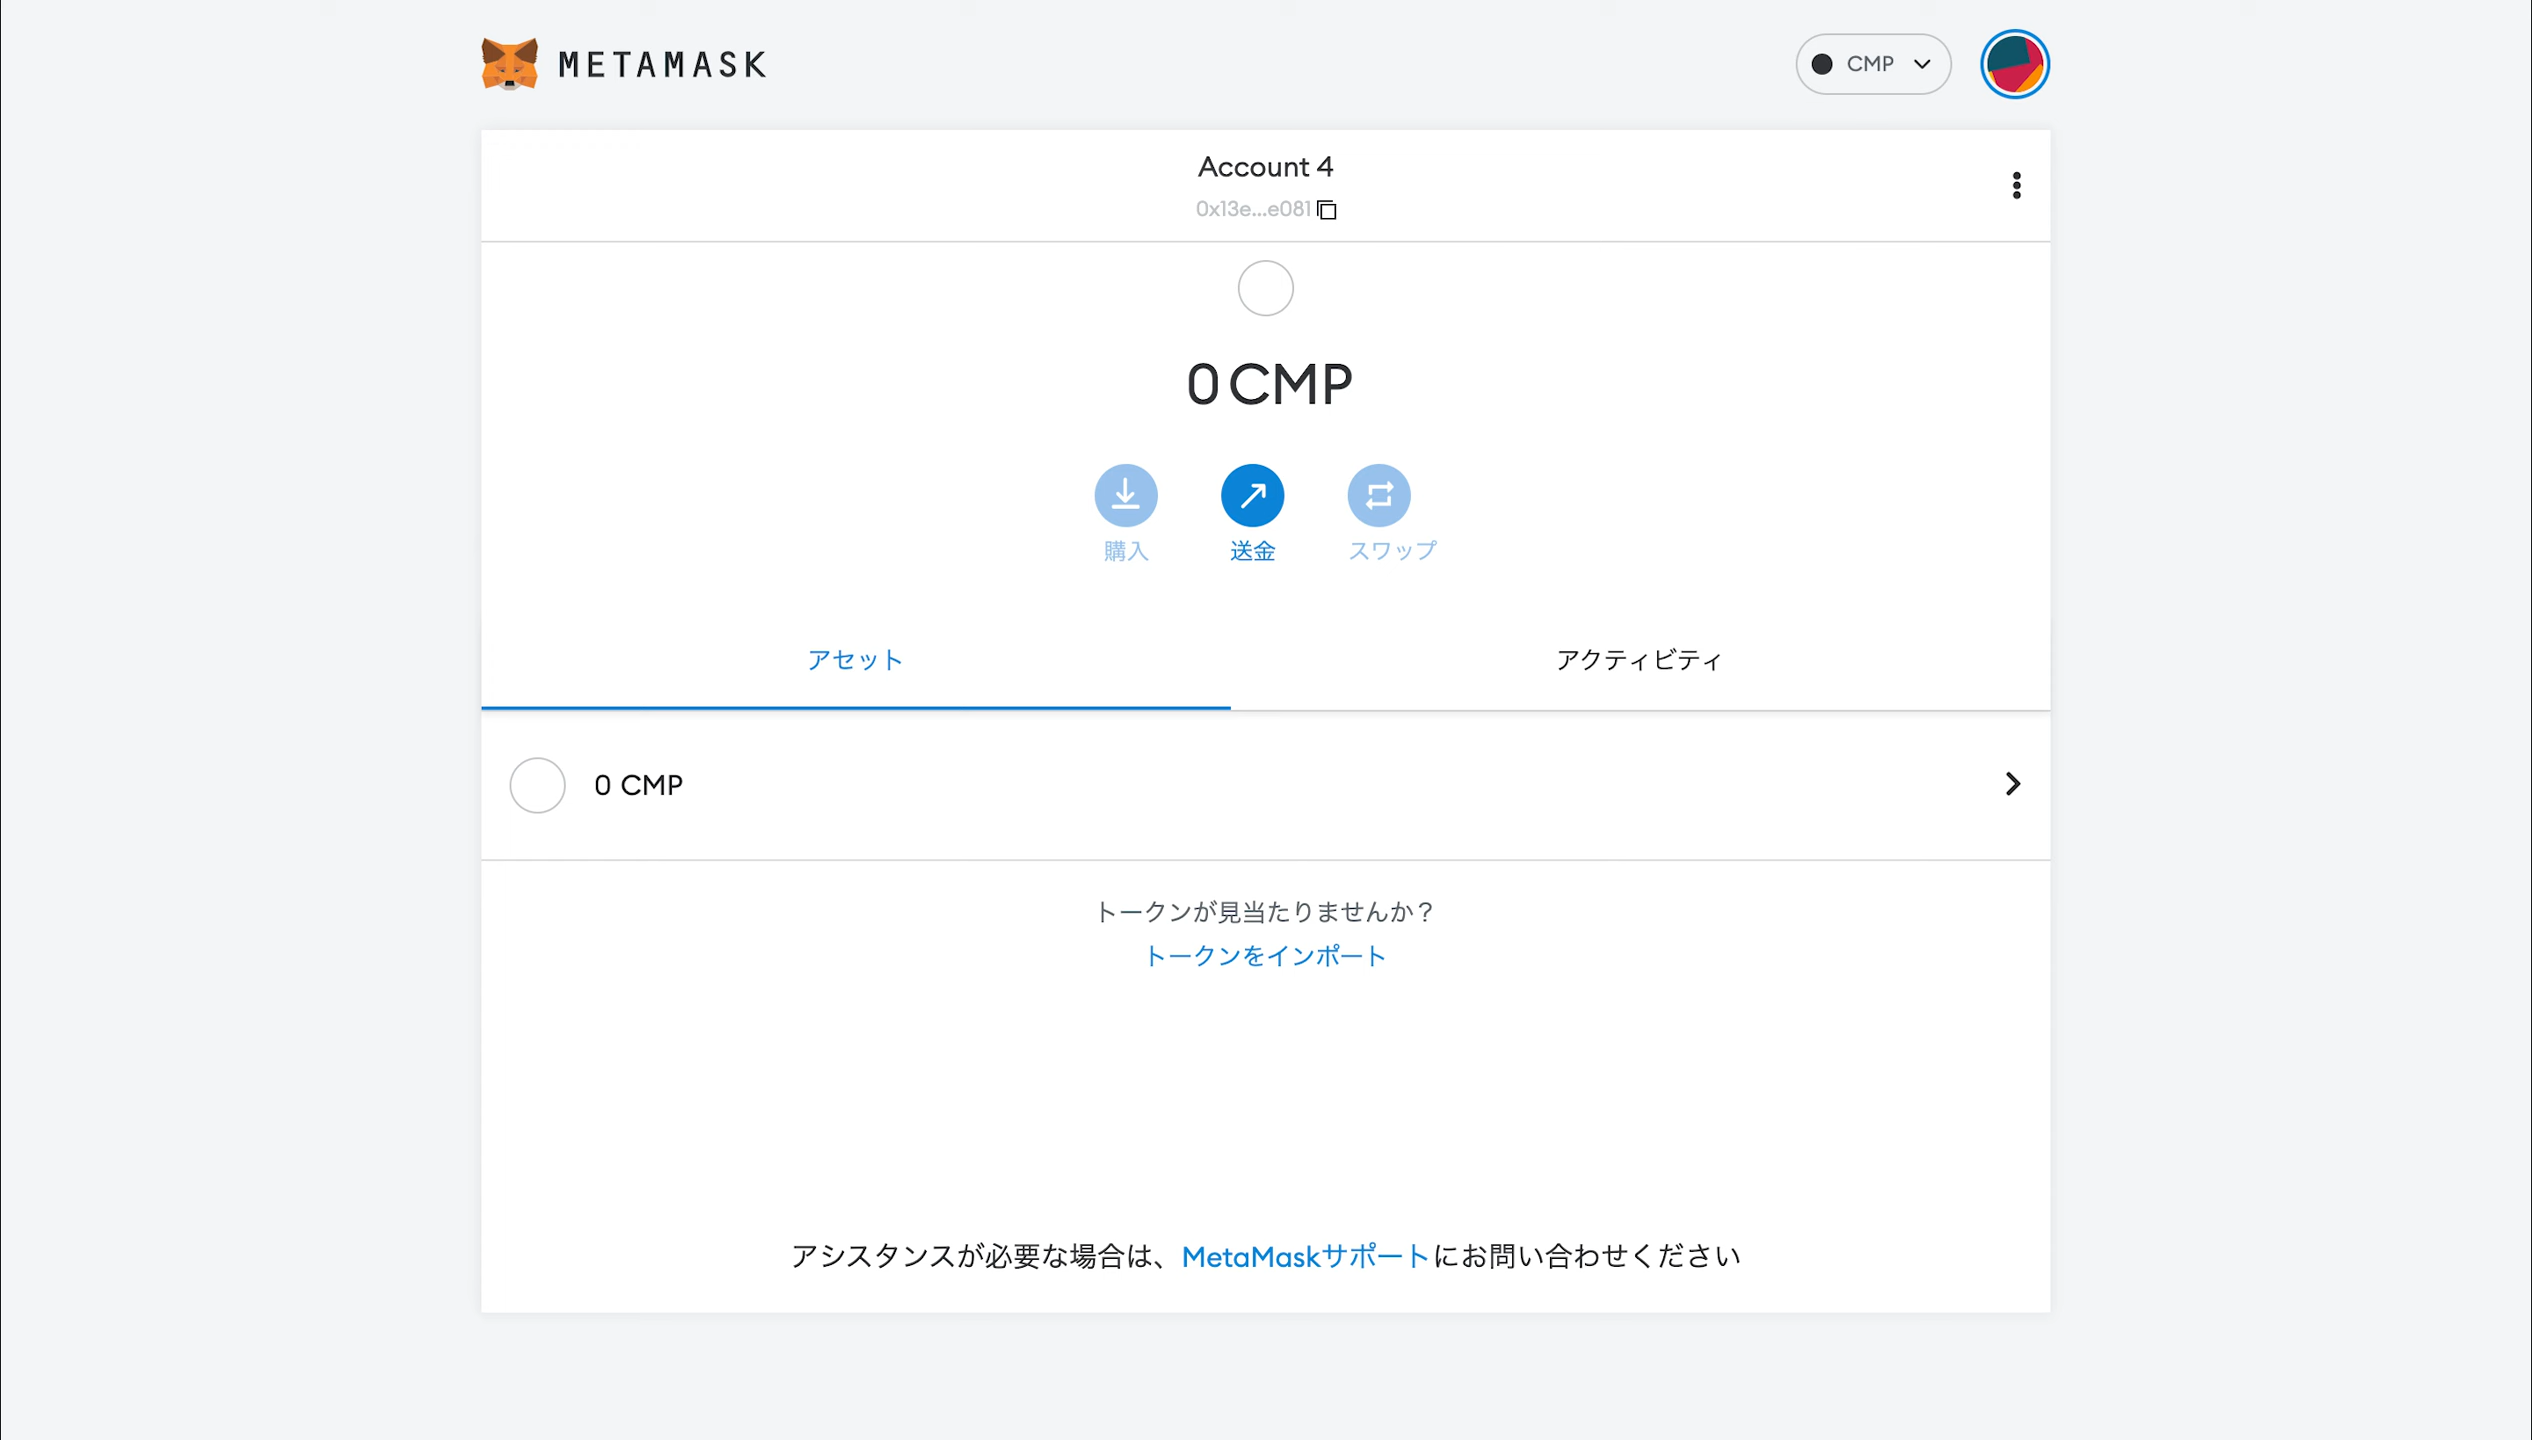 METAMASK
CMP
Account 4
0x13e...e081
0 CMP
購入
送金
スワップ
アセット
アクティビティ
0 CMP
トークンが見当たりませんか？
トークンをインポート
アシスタンスが必要な場合は、MetaMaskサポートにお問い合わせください